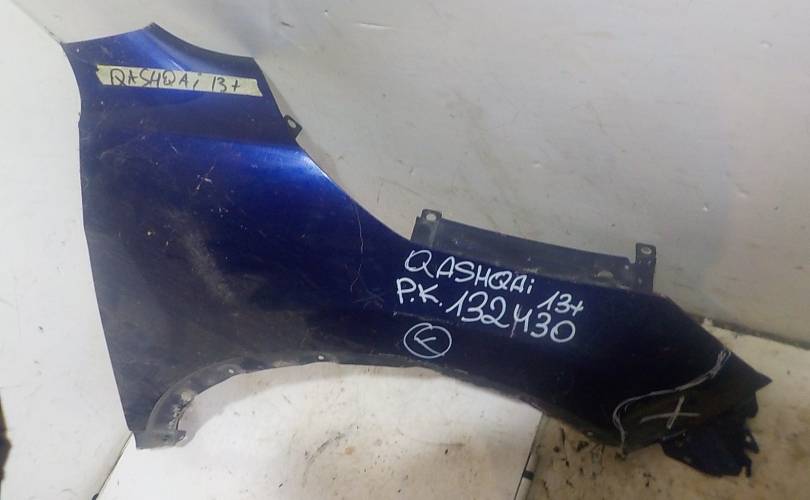 QASHQAi 13+
QASHQAi 13+
P.K. 132430
X